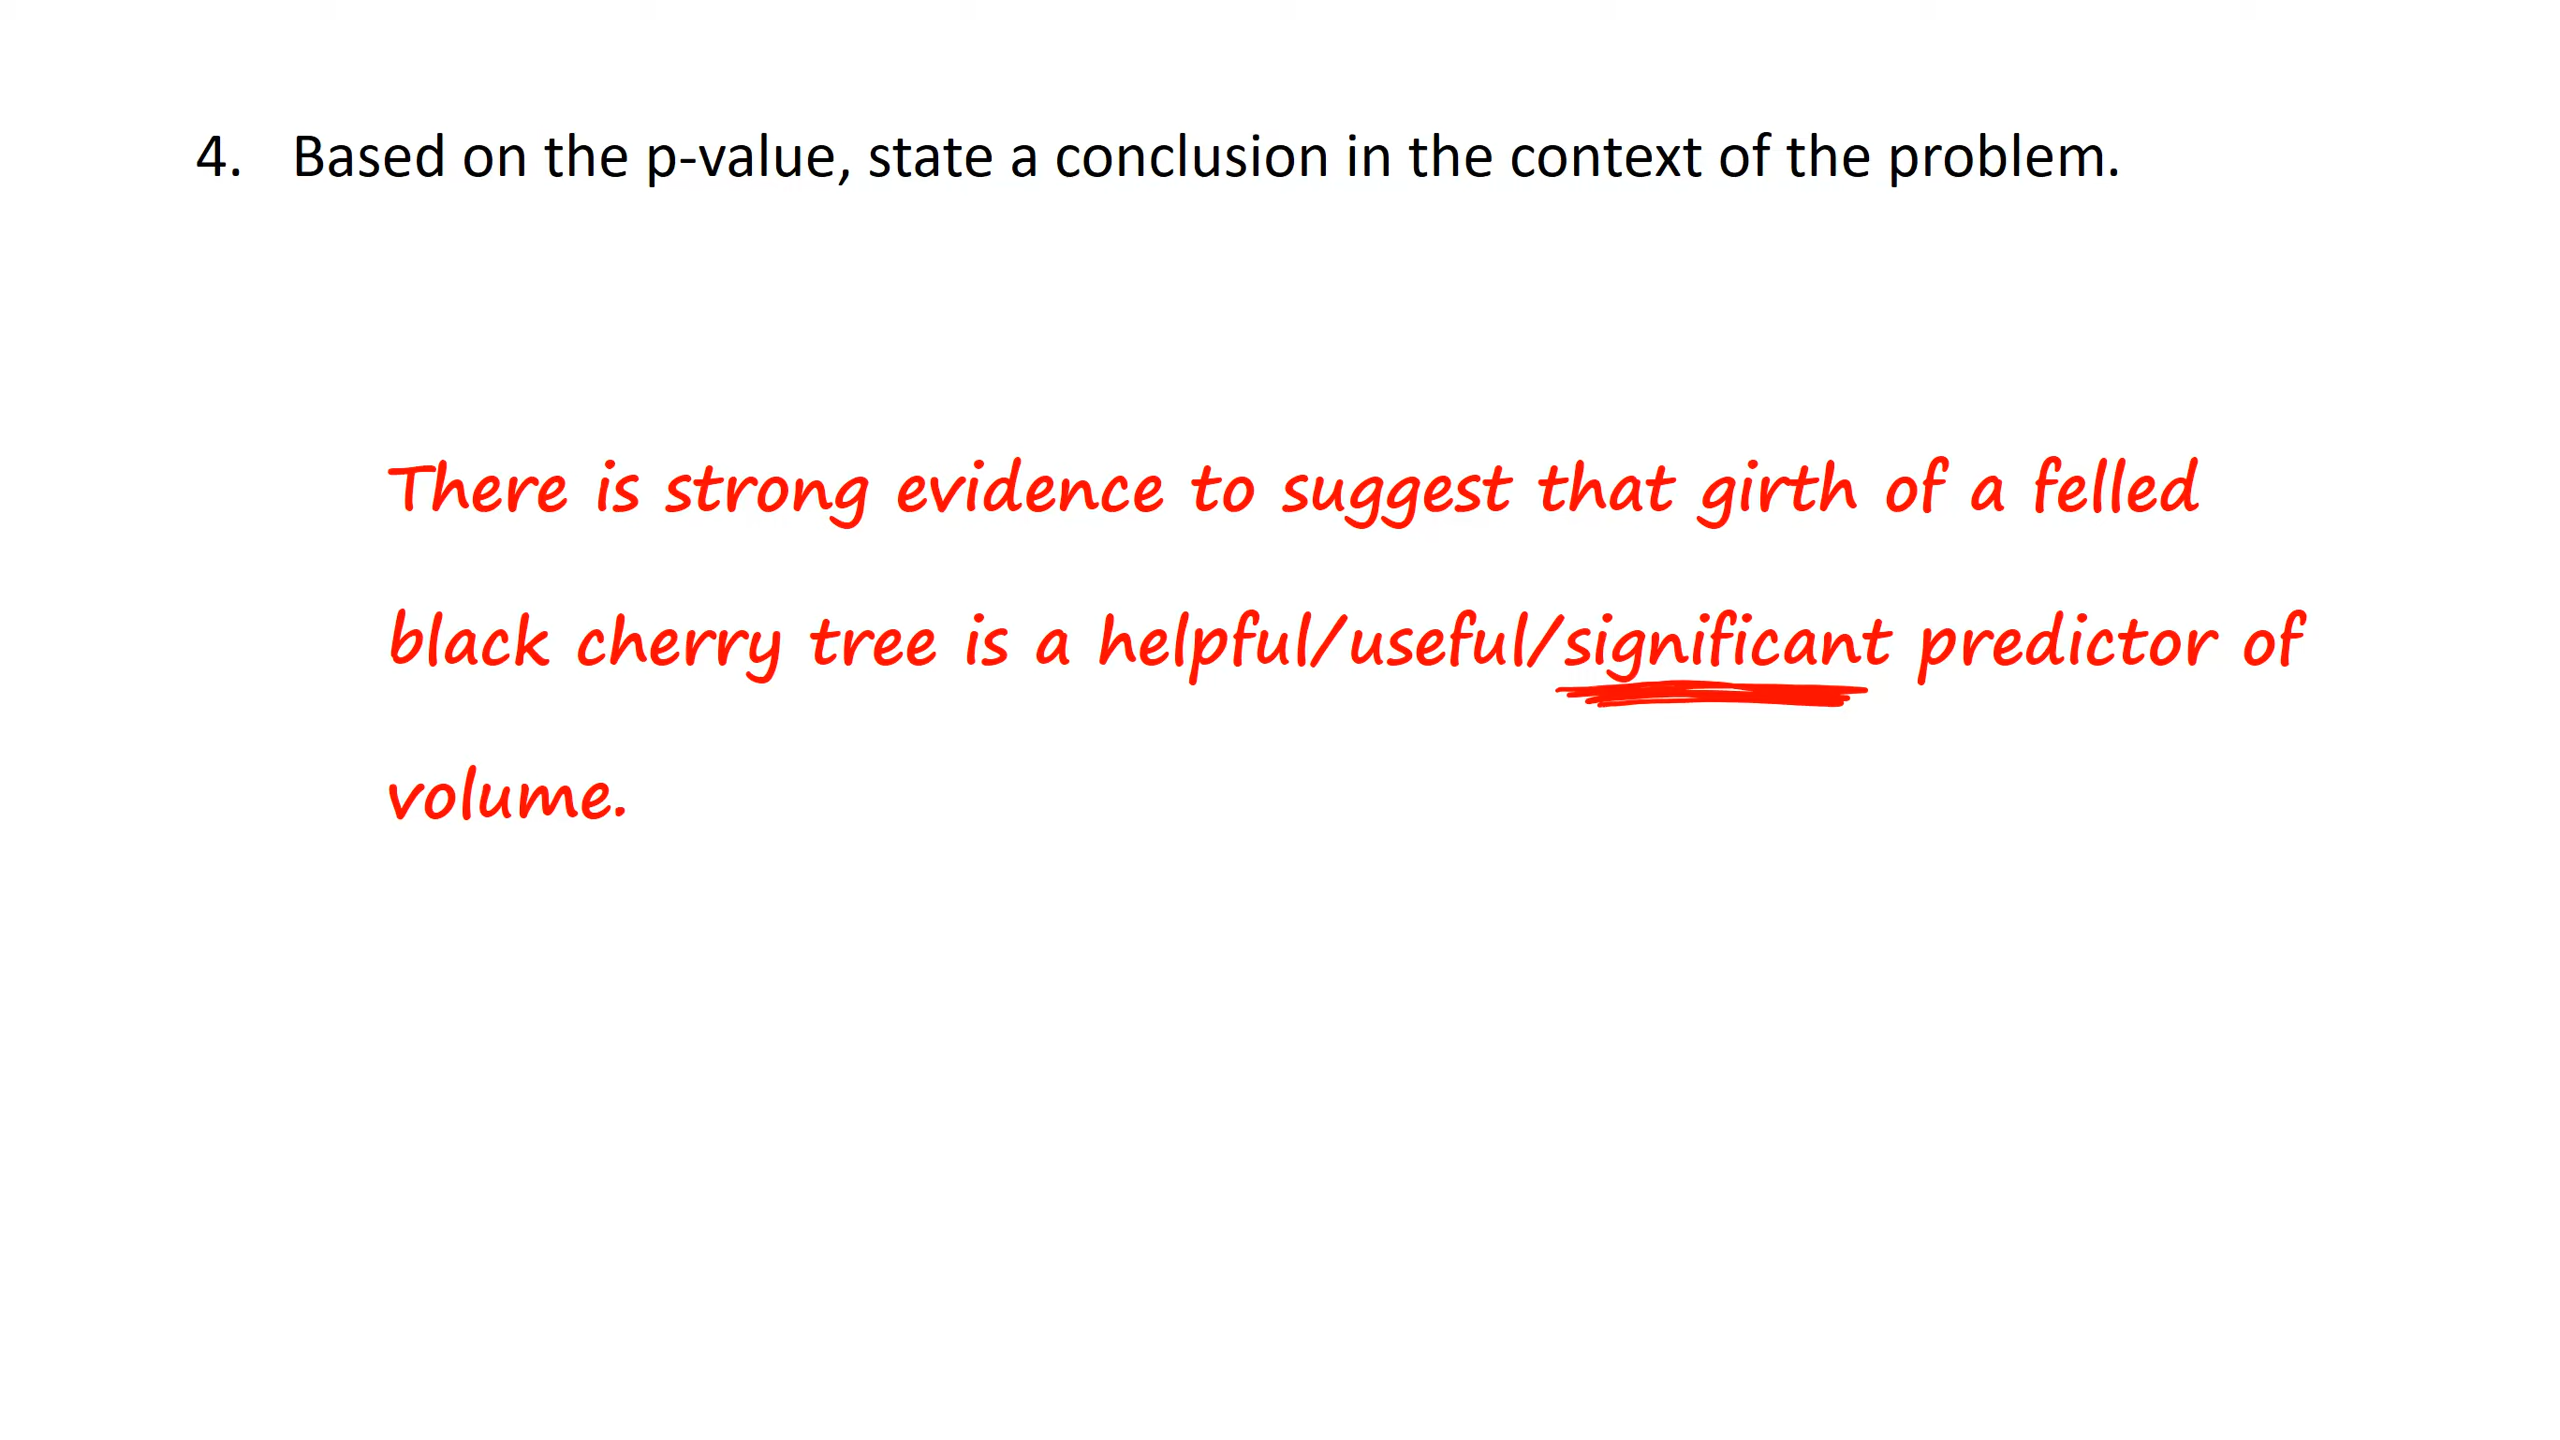 4. Based on the p-value, state a conclusion in the context of the problem.
There is strong evidence to suggest that girth of a felled
black cherry tree is a helpful/useful/significant predictor of
volume.